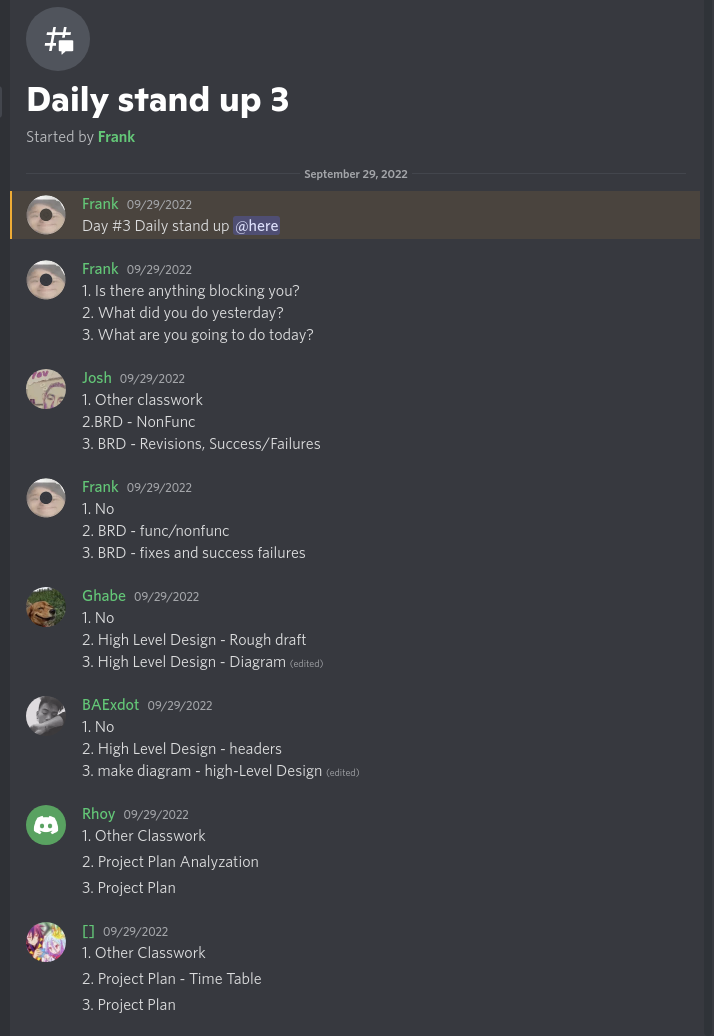 Daily stand up 3
Started by Frank
September 29, 2022
Frank 09/29/2022
Day #3 Daily stand up @here
Frank 09/29/2022
1. Is there anything blocking you?
2. What did you do yesterday?
3. What are you going to do today?
Josh 09/29/2022
1. Other classwork
2.BRD - NonFunc
3. BRD - Revisions, Success/Failures
Frank 09/29/2022
1. No
2. BRD - func/nonfunc
3. BRD - fixes and success failures
Ghabe 09/29/2022
1. No
2. High Level Design - Rough draft
3. High Level Design - Diagram (edited)
BAExdot 09/29/2022
1. No
2. High Level Design - headers
3. make diagram - high-Level Design (edited)
Rhoy 09/29/2022
1. Other Classwork
2. Project Plan Analyzation
3. Project Plan
[] 09/29/2022
1. Other Classwork
2. Project Plan - Time Table
3. Project Plan